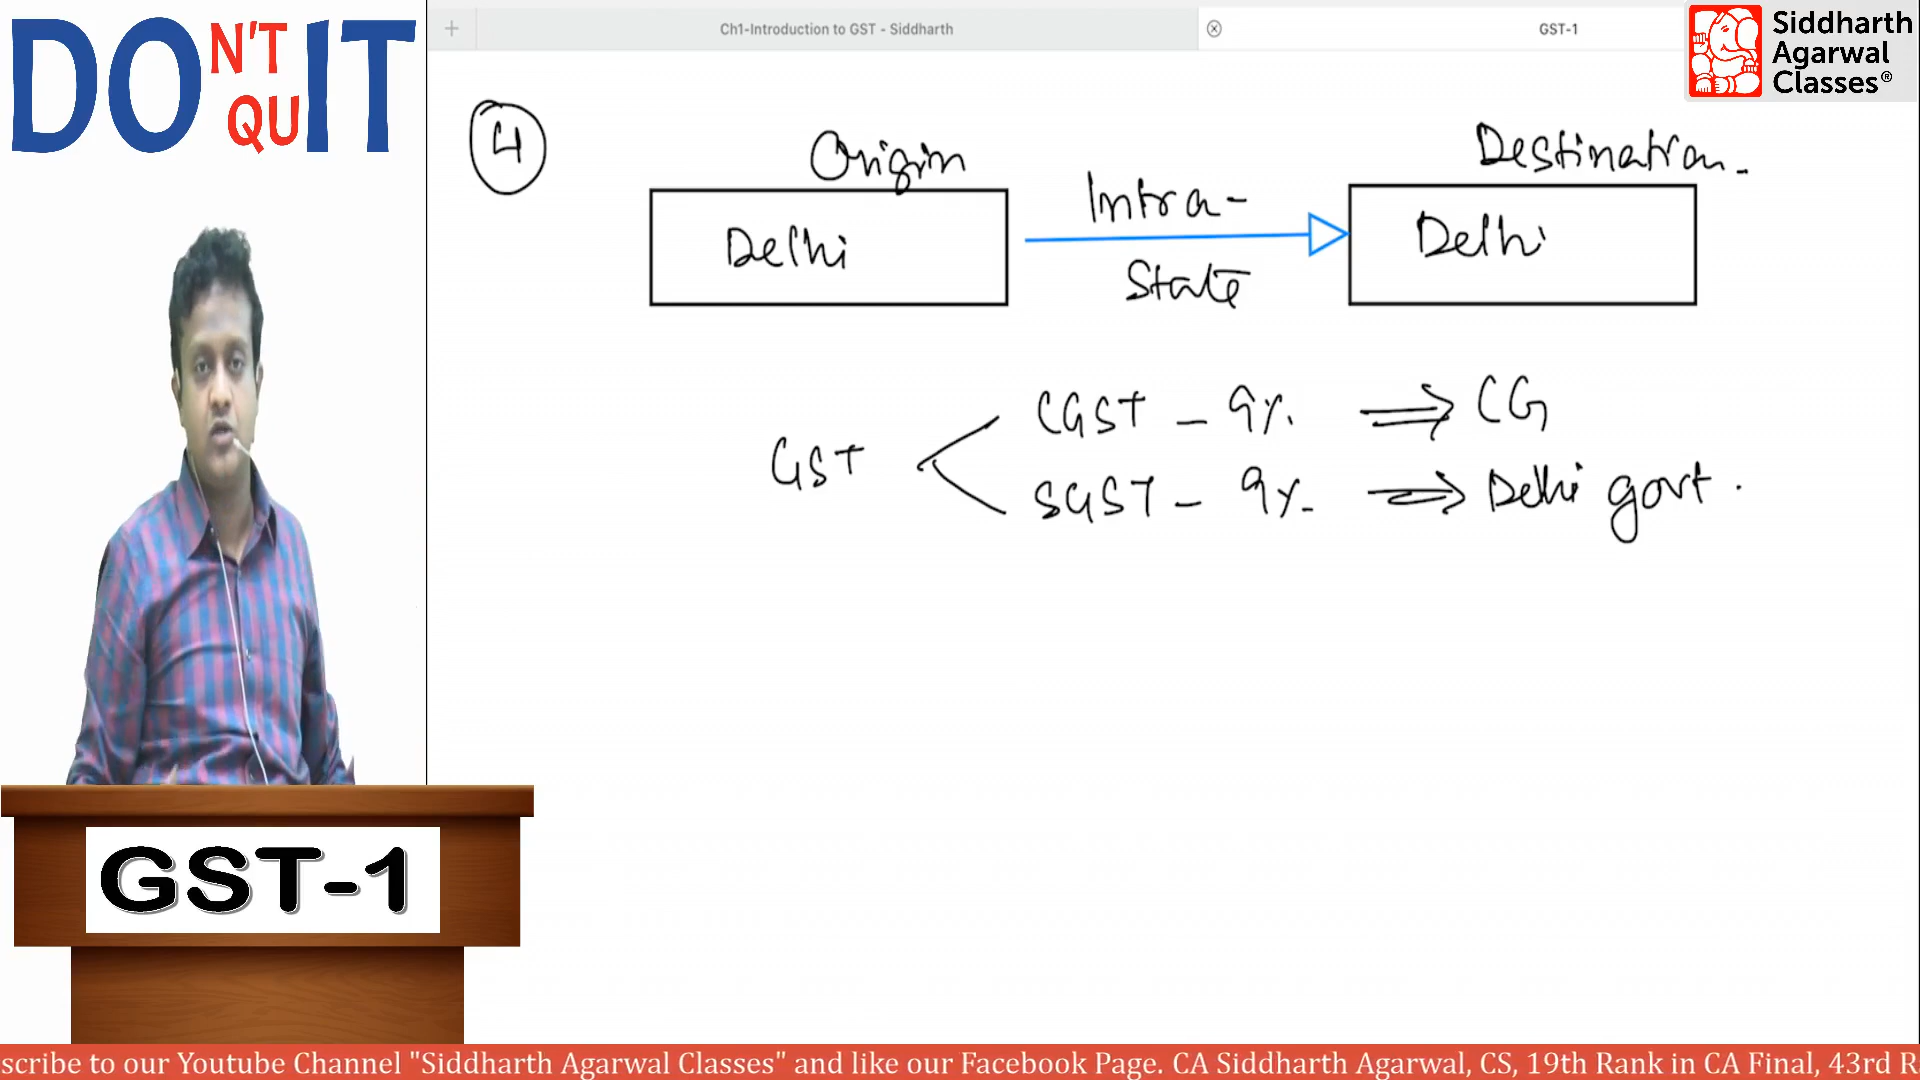 DON'T QUIT
Ch1-Introduction to GST - Siddharth
GST-1
Siddharth
Agarwal
Classes®
4
Origin
Destination.
Delhi
Intra-
State
Delhi
GST
CGST - 9%. ⇒ CG
SGST - 9%. ⇒ Delhi govt.
GST-1
scribe to our Youtube Channel "Siddharth Agarwal Classes" and like our Facebook Page. CA Siddharth Agarwal, CS, 19th Rank in CA Final, 43rd R